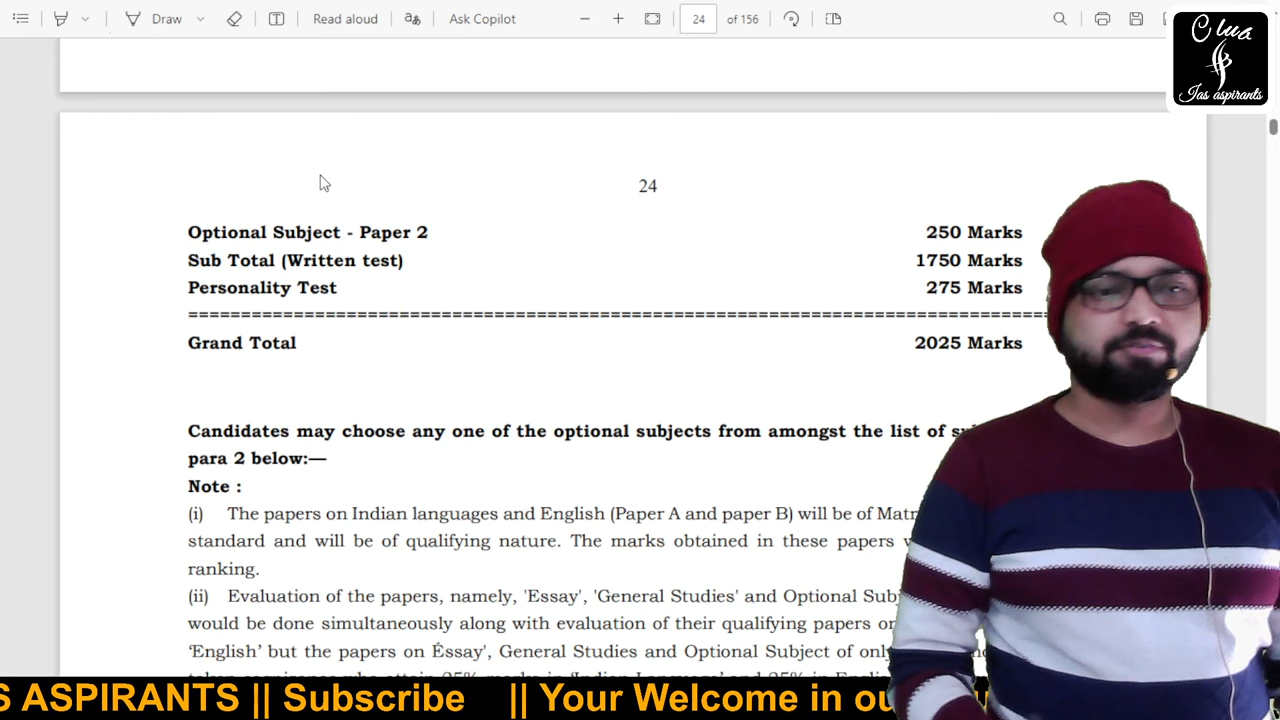 Draw
Read aloud
Ask Copilot
24 of 156
Clua
Ias aspirants
24
Optional Subject - Paper 2 250 Marks
Sub Total (Written test) 1750 Marks
Personality Test 275 Marks
==============================================================================
Grand Total 2025 Marks
Candidates may choose any one of the optional subjects from amongst the list of
para 2 below:—
Note :
(i) The papers on Indian languages and English (Paper A and paper B) will be of
standard and will be of qualifying nature. The marks obtained in these papers
ranking.
(ii) Evaluation of the papers, namely, 'Essay', 'General Studies' and Optional
would be done simultaneously along with evaluation of their qualifying papers
‘English’ but the papers on Éssay', General Studies and Optional Subject of only
S ASPIRANTS || Subscribe || Your Welcome in